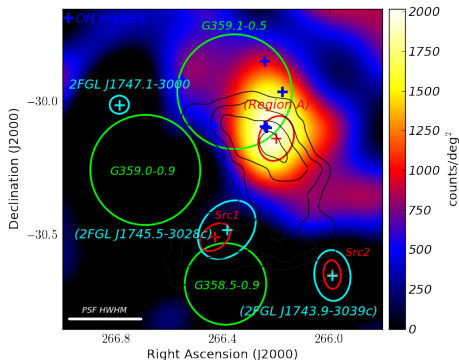 OH masers
G359.1-0.5
2FGL J1747.1-3000
(Region A)
G359.0-0.9
Src1
(2FGL J1745.5-3028c)
Src2
G358.5-0.9
(2FGL J1743.9-3039c)
PSF HWHM
−30.0
−30.5
266.8
266.4
266.0
Right Ascension (J2000)
Declination (J2000)
2000
1750
1500
1250
1000
750
500
250
0
counts/deg²